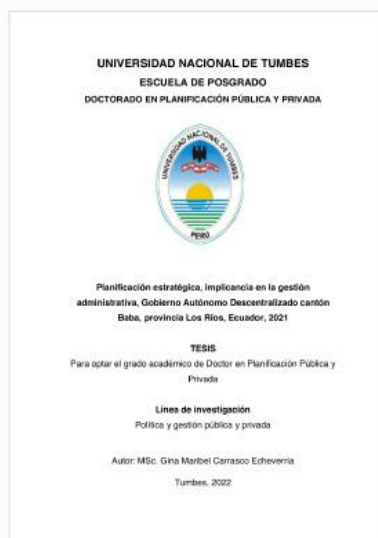 UNIVERSIDAD NACIONAL DE TUMBES
ESCUELA DE POSGRADO
DOCTORADO EN PLANIFICACIÓN PÚBLICA Y PRIVADA
UNIVERSIDAD NACIONAL DE TUMBES
PERÚ
Planificación estratégica, implicancia en la gestión
administrativa, Gobierno Autónomo Descentralizado cantón
Baba, provincia Los Ríos, Ecuador, 2021
TESIS
Para optar el grado académico de Doctor en Planificación Pública y
Privada
Línea de investigación
Política y gestión pública y privada
Autor: MSc. Gina Maribel Carrasco Echeverría
Tumbes, 2022